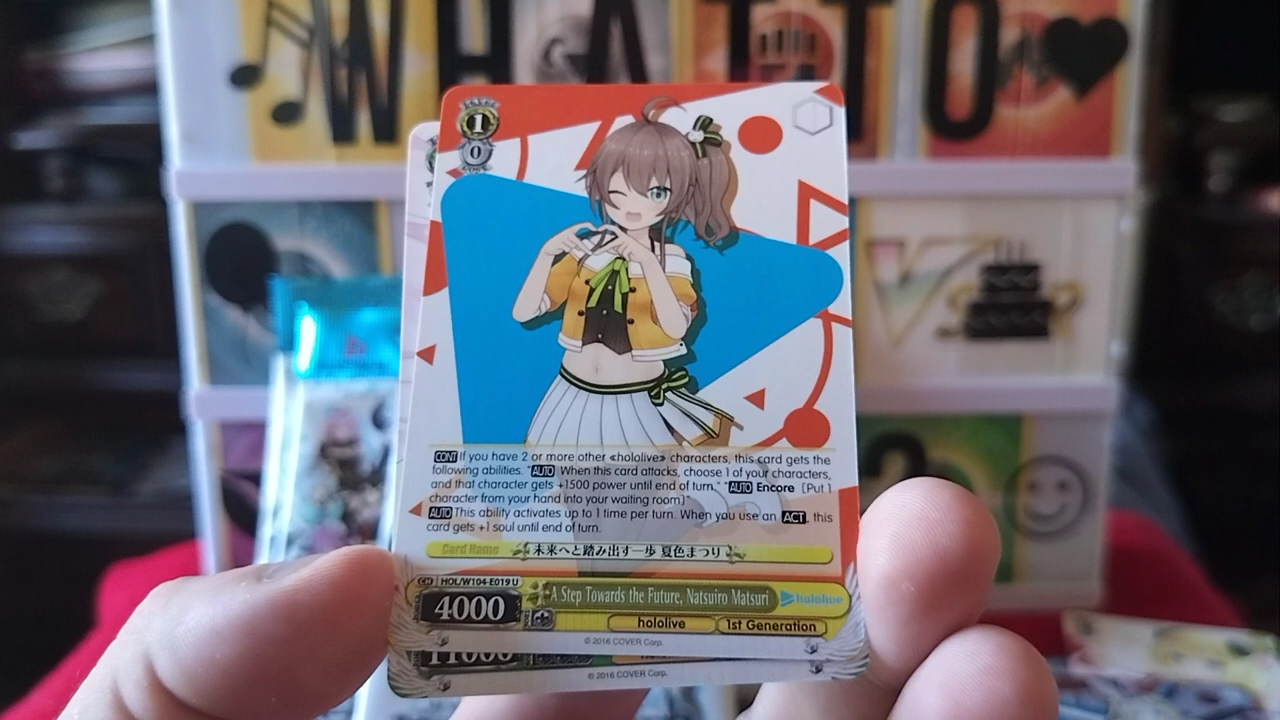 WHAT TO
V
?
1
0
CONT If you have 2 or more other «hololive» characters, this card gets the
following abilities. "AUTO When this card attacks, choose 1 of your characters,
and that character gets +1500 power until end of turn." "AUTO Encore [Put 1
character from your hand into your waiting room]"
AUTO This ability activates up to 1 time per turn. When you use an ACT, this
card gets +1 soul until end of turn.
Card Name 未来へと踏み出す一歩 夏色まつり
CH HOL/W104-E019 U A Step Towards the Future, Natsuiro Matsuri hololive
4000 hololive 1st Generation
© 2016 COVER Corp.
11000
© 2016 COVER Corp.